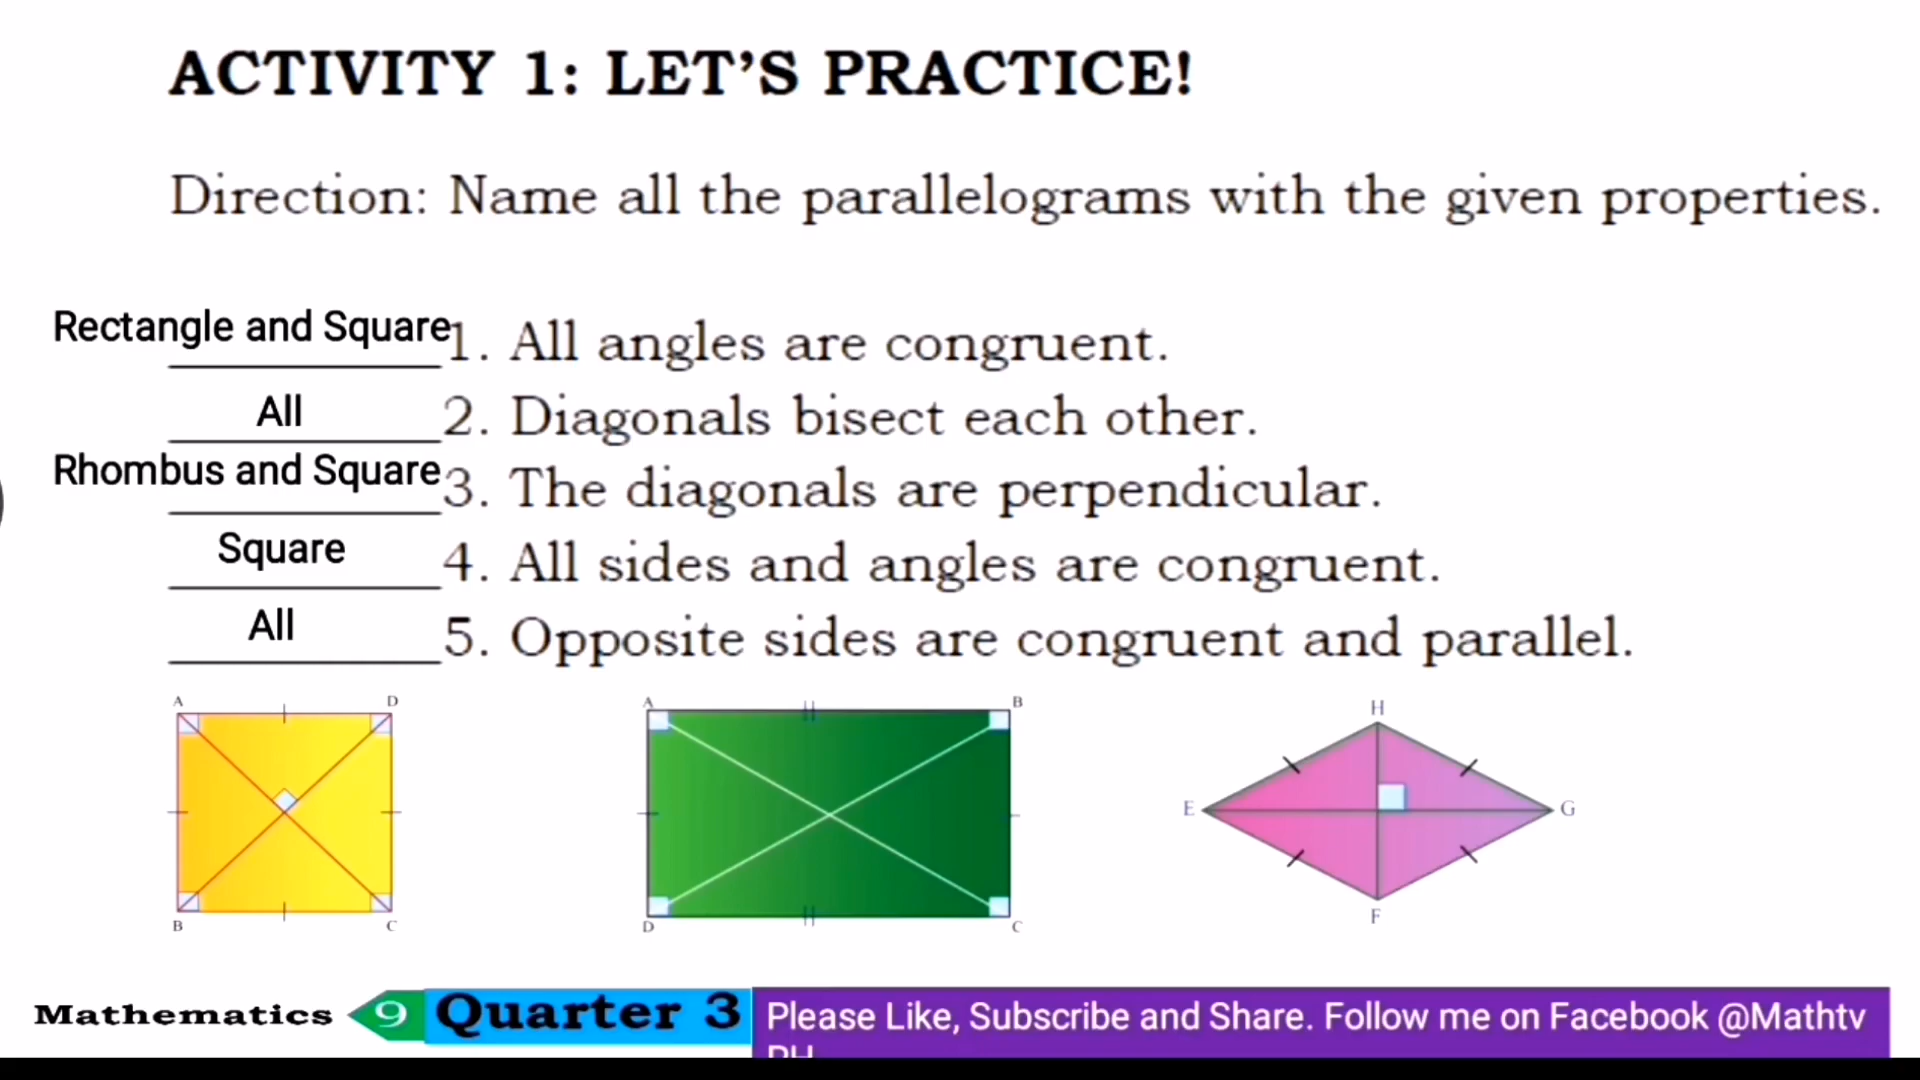 ACTIVITY 1: LET'S PRACTICE!
Direction: Name all the parallelograms with the given properties.
Rectangle and Square 1. All angles are congruent.
All 2. Diagonals bisect each other.
Rhombus and Square 3. The diagonals are perpendicular.
Square 4. All sides and angles are congruent.
All 5. Opposite sides are congruent and parallel.
A D A B H
E G
B C D C F
Mathematics 9 Quarter 3 Please Like, Subscribe and Share. Follow me on Facebook @Mathtv
PH